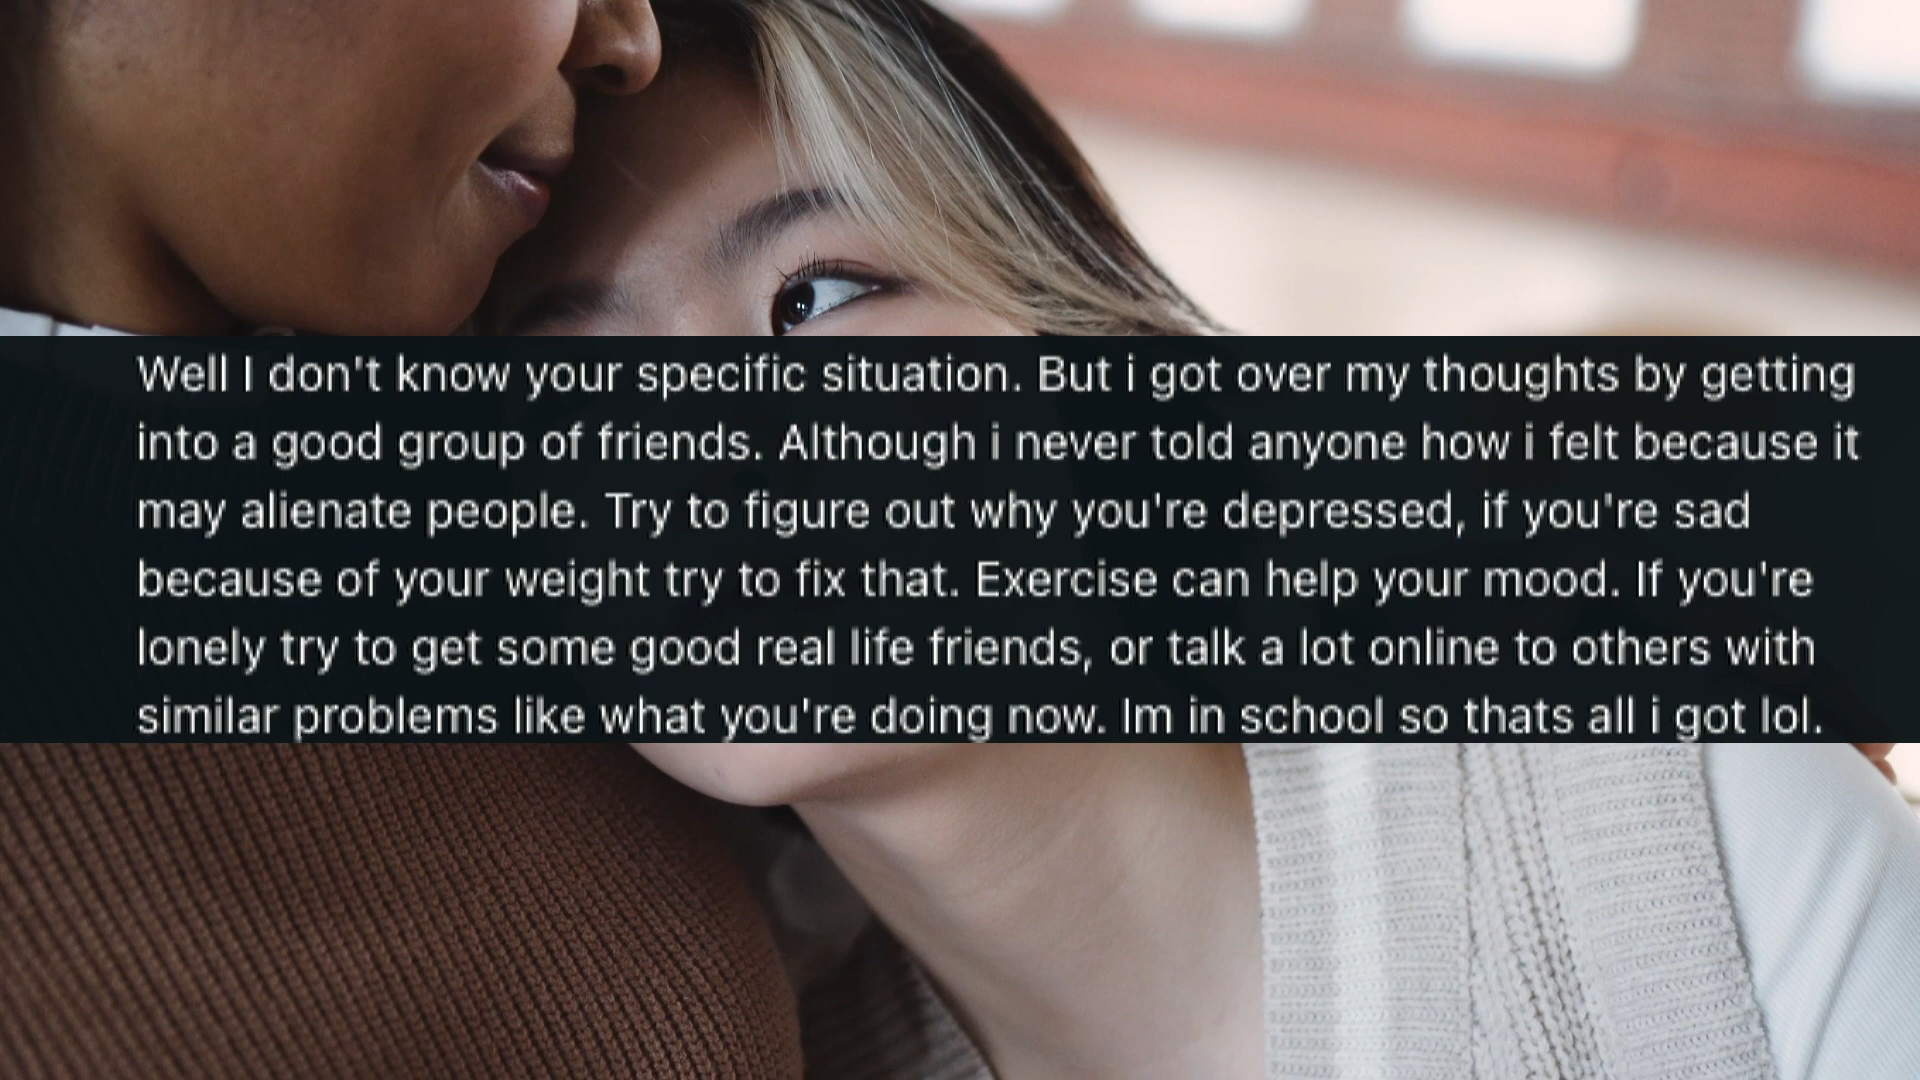 Well I don't know your specific situation. But i got over my thoughts by getting
into a good group of friends. Although i never told anyone how i felt because it
may alienate people. Try to figure out why you're depressed, if you're sad
because of your weight try to fix that. Exercise can help your mood. If you're
lonely try to get some good real life friends, or talk a lot online to others with
similar problems like what you're doing now. Im in school so thats all i got lol.